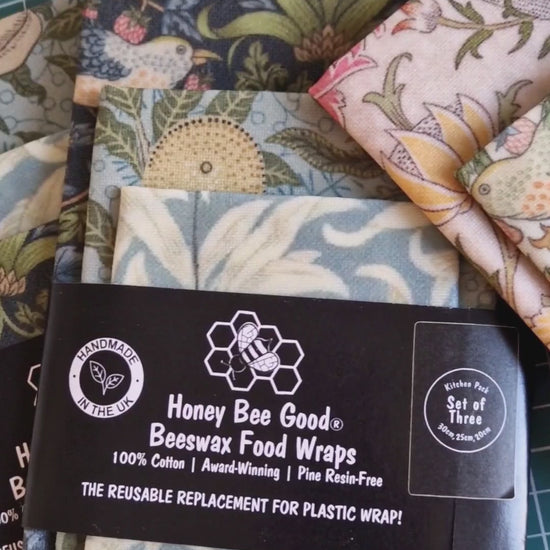 HANDMADE
IN THE UK
Honey Bee Good®
Beeswax Food Wraps
100% Cotton | Award-Winning | Pine Resin-Free
THE REUSABLE REPLACEMENT FOR PLASTIC WRAP!
Kitchen Pack
Set of
Three
30cm, 25cm, 20cm